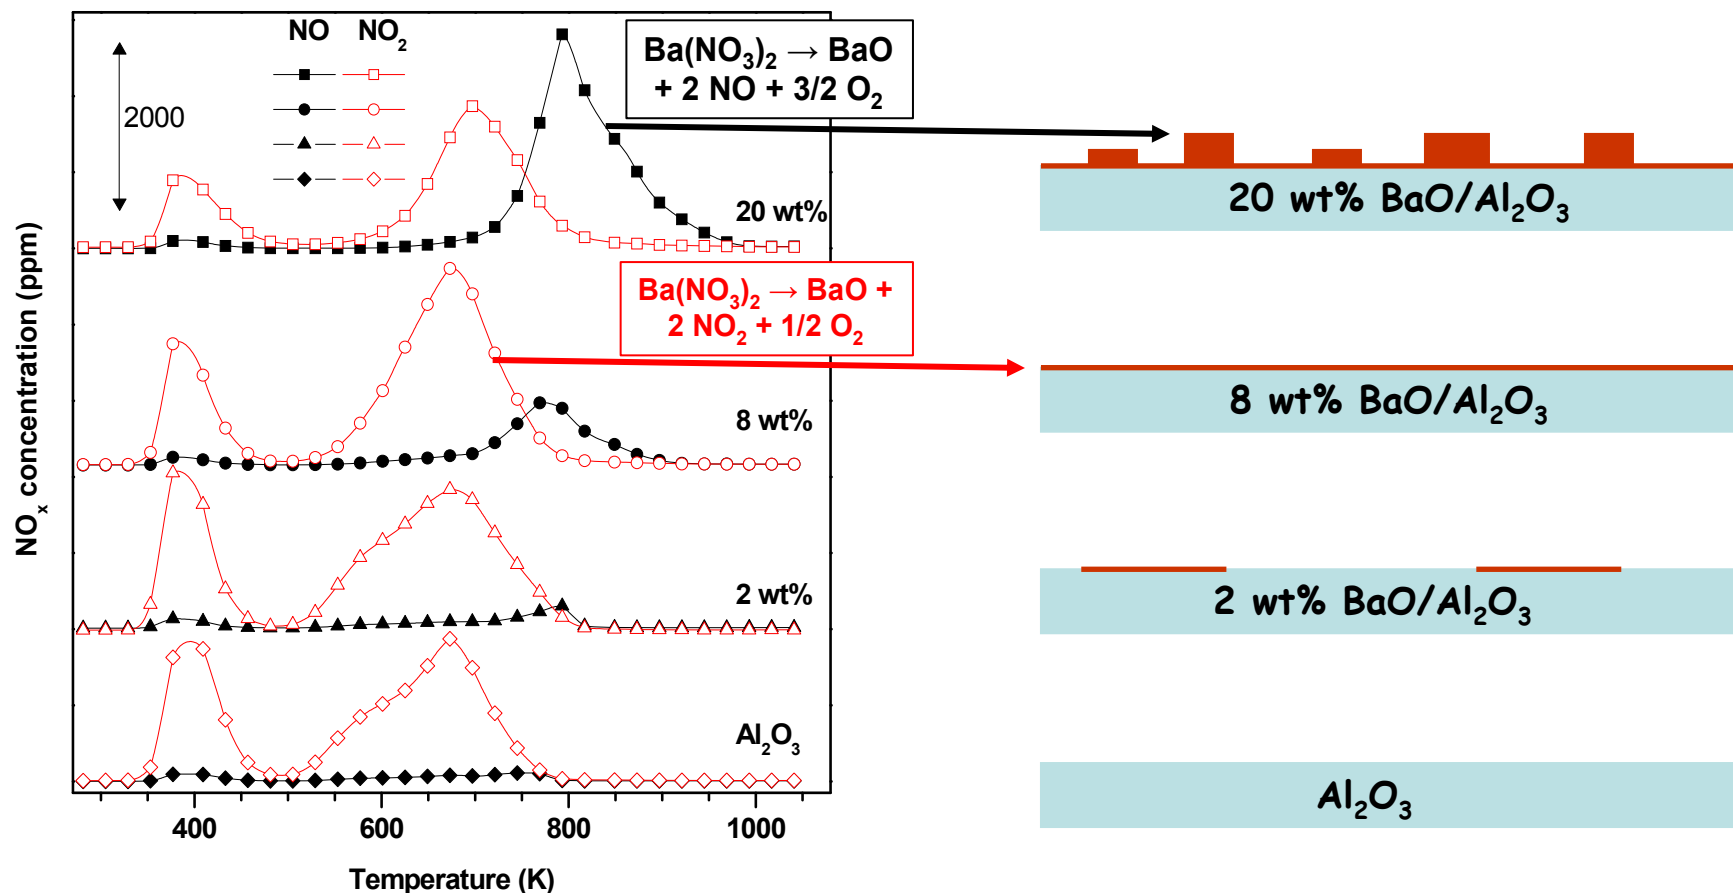 NO NO₂
2000
20 wt%
8 wt%
2 wt%
Al₂O₃
NOₓ concentration (ppm)
400 600 800 1000
Temperature (K)
Ba(NO₃)₂ → BaO
+ 2 NO + 3/2 O₂
Ba(NO₃)₂ → BaO +
2 NO₂ + 1/2 O₂
20 wt% BaO/Al₂O₃
8 wt% BaO/Al₂O₃
2 wt% BaO/Al₂O₃
Al₂O₃